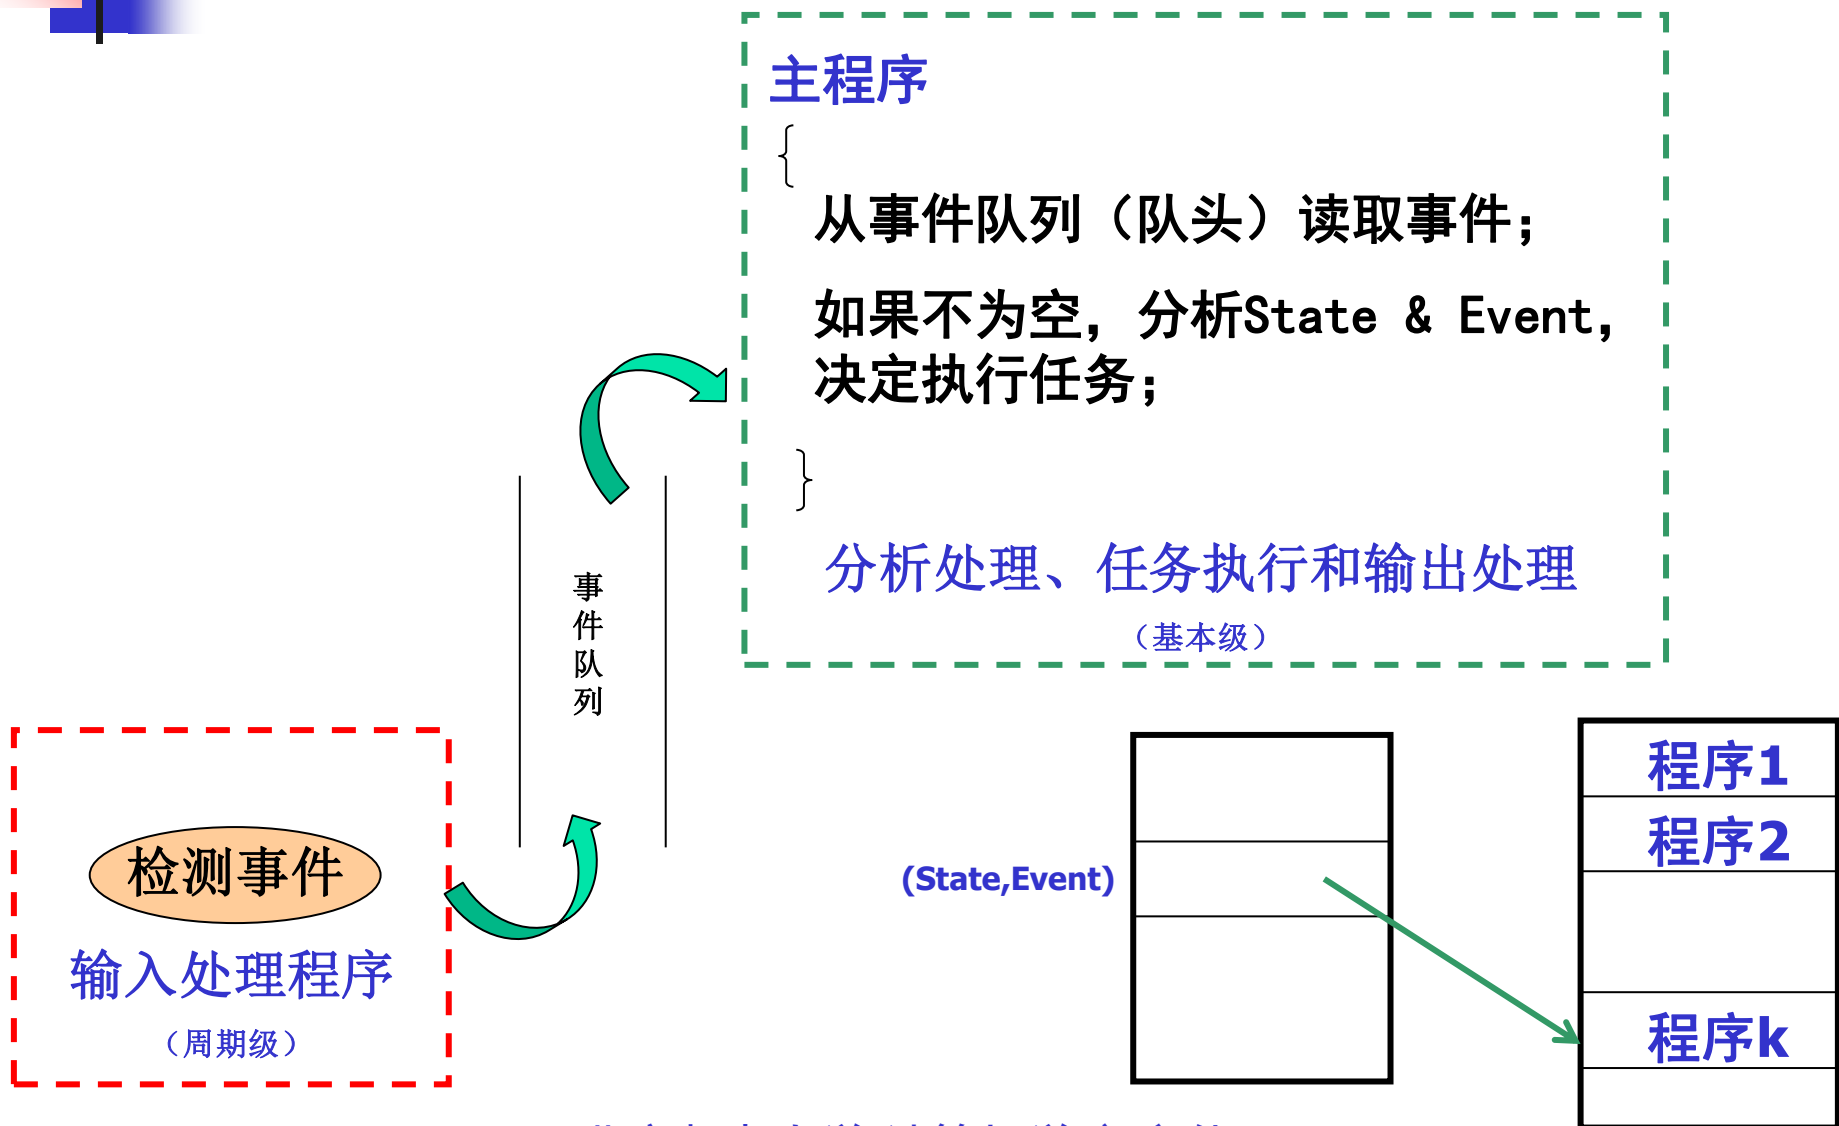 主程序
{
从事件队列（队头）读取事件；
如果不为空，分析State & Event，
决定执行任务；
}
分析处理、任务执行和输出处理
（基本级）
事
件
队
列
检测事件
输入处理程序
（周期级）
(State,Event)
程序1
程序2
程序k